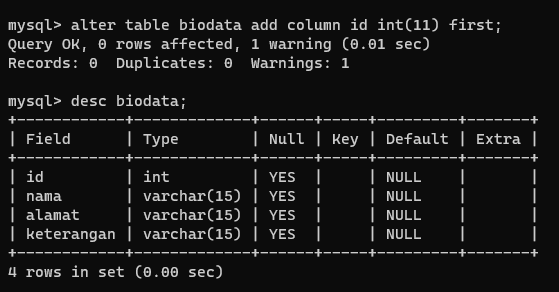 mysql> alter table biodata add column id int(11) first;
Query OK, 0 rows affected, 1 warning (0.01 sec)
Records: 0  Duplicates: 0  Warnings: 1

mysql> desc biodata;
+------------+-------------+------+-----+---------+-------+
| Field      | Type        | Null | Key | Default | Extra |
+------------+-------------+------+-----+---------+-------+
| id         | int         | YES  |     | NULL    |       |
| nama       | varchar(15) | YES  |     | NULL    |       |
| alamat     | varchar(15) | YES  |     | NULL    |       |
| keterangan | varchar(15) | YES  |     | NULL    |       |
+------------+-------------+------+-----+---------+-------+
4 rows in set (0.00 sec)